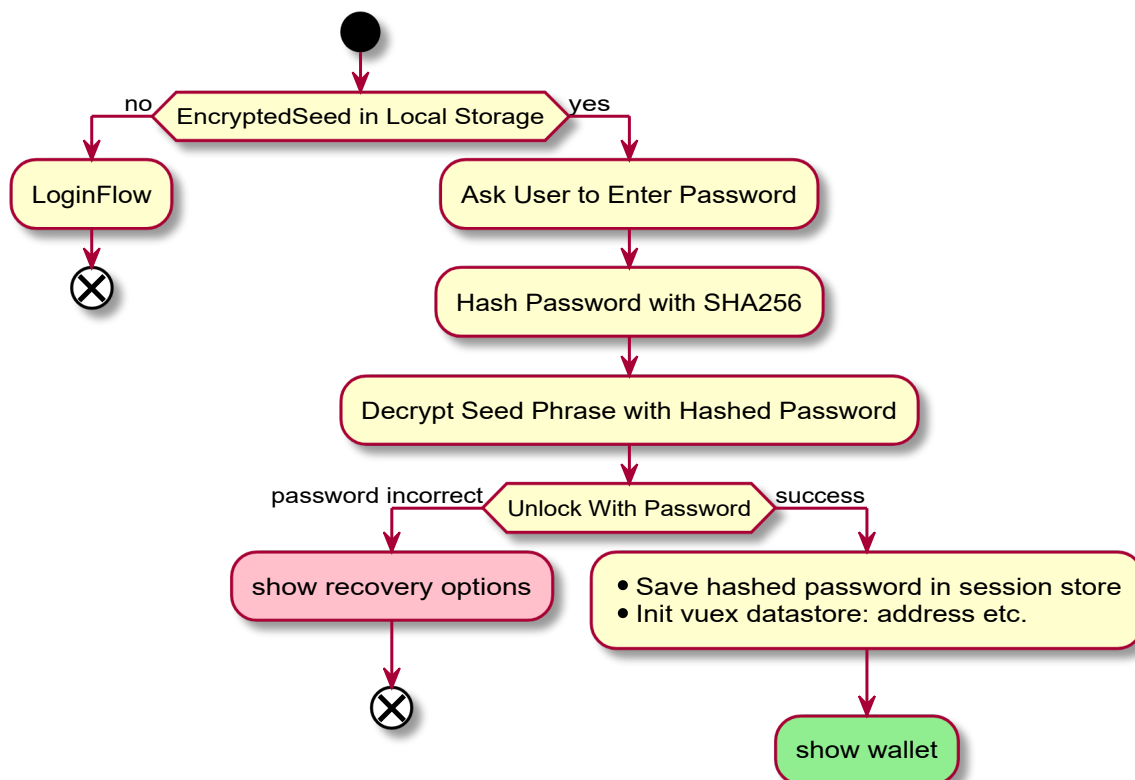 no
EncryptedSeed in Local Storage
yes
LoginFlow
Ask User to Enter Password
Hash Password with SHA256
Decrypt Seed Phrase with Hashed Password
password incorrect
Unlock With Password
success
show recovery options
• Save hashed password in session store
• Init vuex datastore: address etc.
show wallet